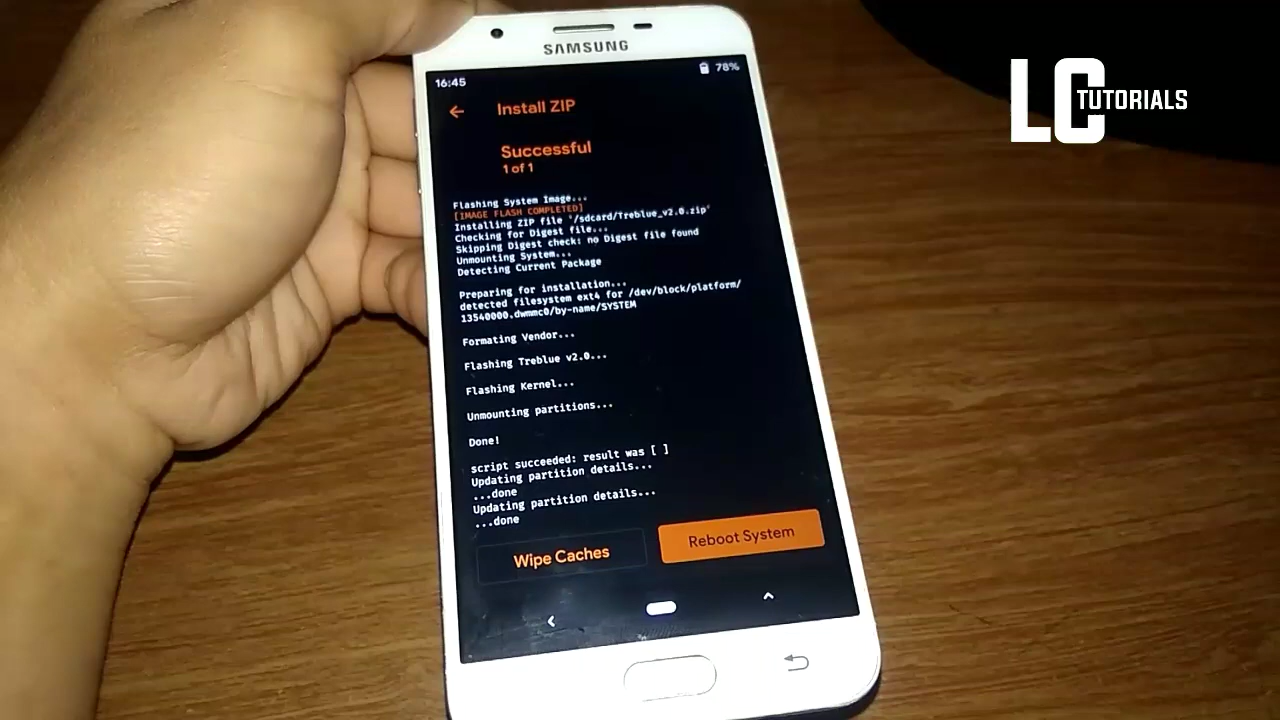 SAMSUNG
LC TUTORIALS
16:45
78%
Install ZIP
Successful
1 of 1
Flashing System Image...
[IMAGE FLASH COMPLETED]
Installing ZIP file '/sdcard/Treblue_v2.0.zip'
Checking for Digest file...
Skipping Digest check: no Digest file found
Unmounting System...
Detecting Current Package
Preparing for installation...
detected filesystem ext4 for /dev/block/platform/
13540000.dwmmc0/by-name/SYSTEM
Formating Vendor...
Flashing Treblue v2.0...
Flashing Kernel...
Unmounting partitions...
Done!
script succeeded: result was [ ]
Updating partition details...
...done
Updating partition details...
...done
Wipe Caches
Reboot System